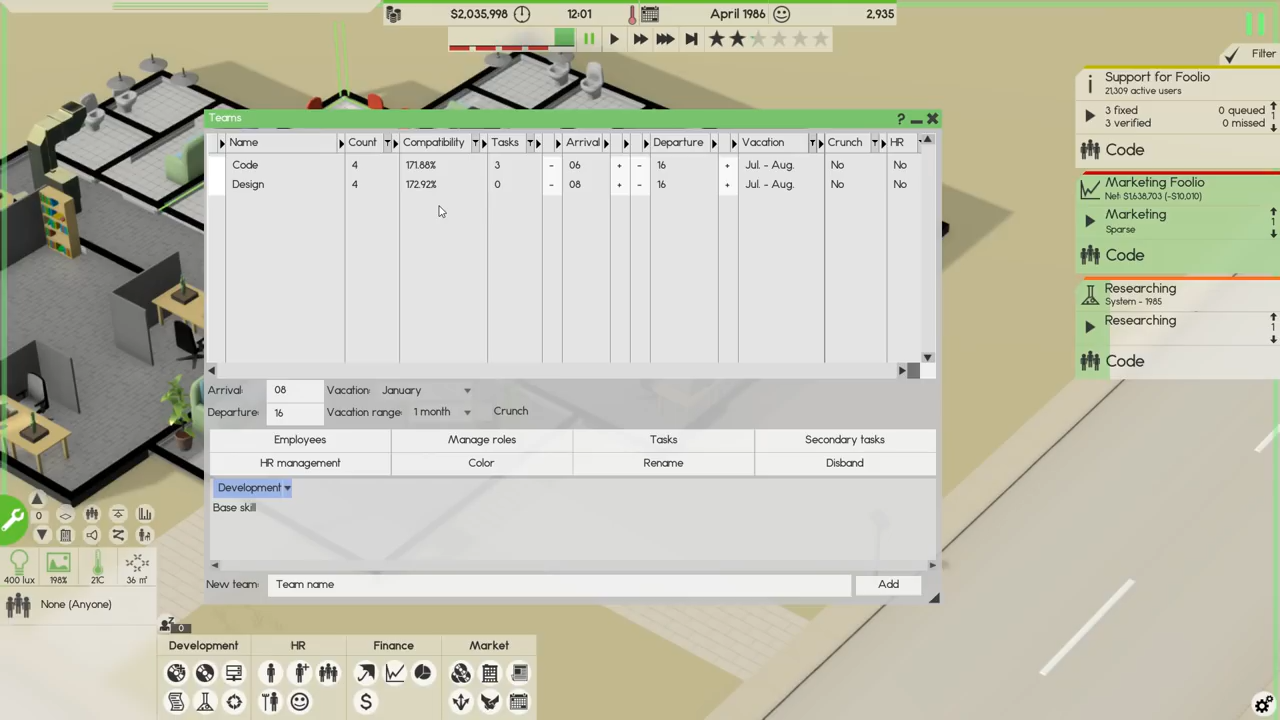 $2,035,998 12:01 April 1986 2,935
Filter
Support for Foolio
21,309 active users
3 fixed 0 queued 1
3 verified 0 missed
Code
Marketing Foolio
Net: $1,638,703 (-$10,010)
Marketing 1
Sparse
Code
Researching
System - 1985
Researching 1
Code
Teams ?
Name Count Compatibility Tasks Arrival Departure Vacation Crunch HR
Code 4 171.88% 3 - 06 + - 16 + Jul. - Aug. No No
Design 4 172.92% 0 - 08 + - 16 + Jul. - Aug. No No
Arrival: 08 Vacation: January
Departure: 16 Vacation range: 1 month Crunch
Employees Manage roles Tasks Secondary tasks
HR management Color Rename Disband
Development
Base skill
New team: Team name Add
0
400 lux 198% 21C 36 m²
None (Anyone)
0
Development HR Finance Market
$